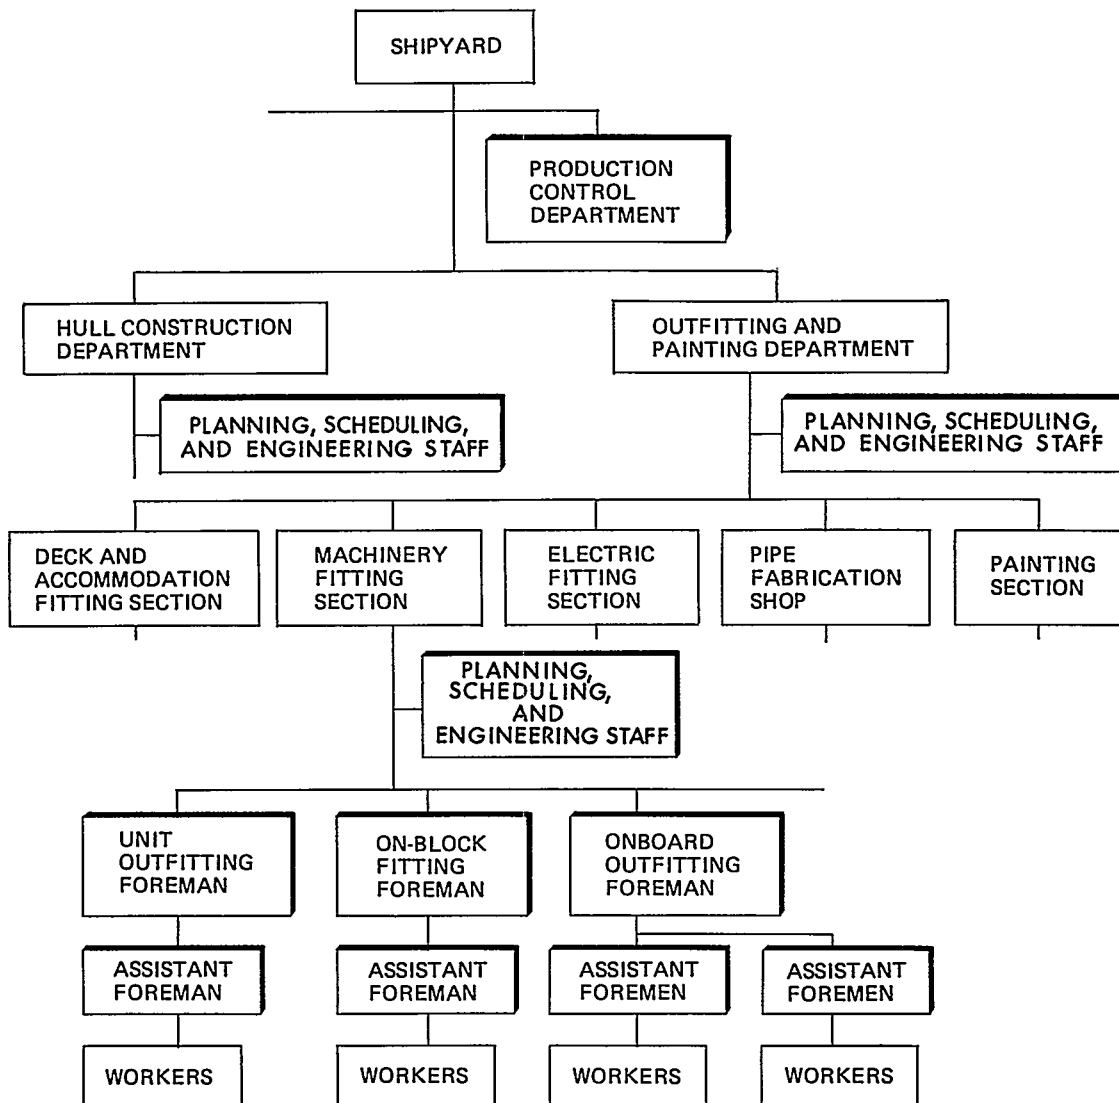 SHIPYARD
PRODUCTION
CONTROL
DEPARTMENT
HULL CONSTRUCTION
DEPARTMENT
OUTFITTING AND
PAINTING DEPARTMENT
PLANNING, SCHEDULING,
AND ENGINEERING STAFF
PLANNING, SCHEDULING,
AND ENGINEERING STAFF
DECK AND
ACCOMMODATION
FITTING SECTION
MACHINERY
FITTING
SECTION
ELECTRIC
FITTING
SECTION
PIPE
FABRICATION
SHOP
PAINTING
SECTION
PLANNING,
SCHEDULING,
AND
ENGINEERING STAFF
UNIT
OUTFITTING
FOREMAN
ON-BLOCK
FITTING
FOREMAN
ONBOARD
OUTFITTING
FOREMAN
ASSISTANT
FOREMAN
ASSISTANT
FOREMAN
ASSISTANT
FOREMEN
ASSISTANT
FOREMEN
WORKERS
WORKERS
WORKERS
WORKERS